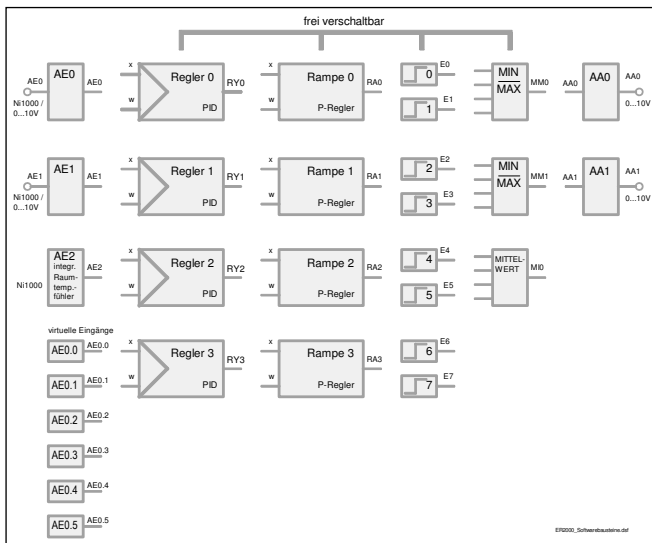 frei verschaltbar
AE0
Ni1000 /
0...10V
AE0
AE0
x
w
Regler 0
PID
RY0
x
w
Rampe 0
P-Regler
RA0
0
E0
1
E1
MIN
MAX
MM0
AA0
AA0
AA0
0...10V
AE1
Ni1000 /
0...10V
AE1
AE1
x
w
Regler 1
PID
RY1
x
w
Rampe 1
P-Regler
RA1
2
E2
3
E3
MIN
MAX
MM1
AA1
AA1
AA1
0...10V
Ni1000
AE2
integr.
Raum-
temp.-
fühler
AE2
x
w
Regler 2
PID
RY2
x
w
Rampe 2
P-Regler
RA2
4
E4
5
E5
MITTEL-
WERT
MI0
virtuelle Eingänge
AE0.0
AE0.0
x
w
Regler 3
PID
RY3
x
w
Rampe 3
P-Regler
RA3
6
E6
7
E7
AE0.1
AE0.1
AE0.2
AE0.2
AE0.3
AE0.3
AE0.4
AE0.4
AE0.5
AE0.5
ER2000_Softwarebausteine.dsf